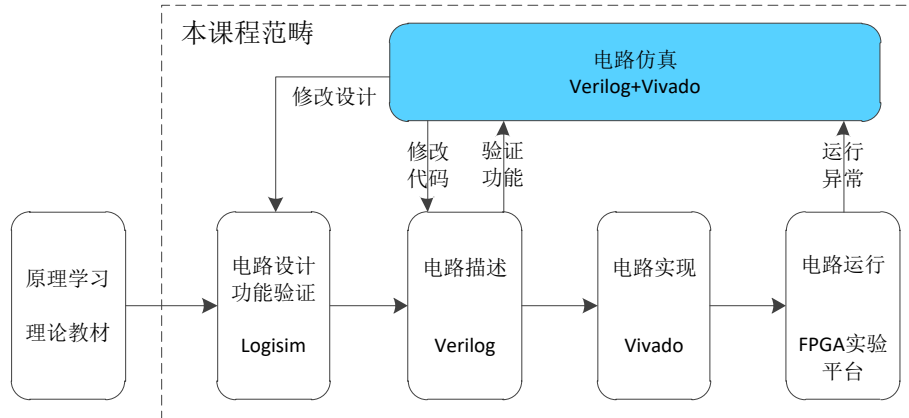 本课程范畴
电路仿真
Verilog+Vivado
修改设计
修改
代码
验证
功能
运行
异常
原理学习
理论教材
电路设计
功能验证
Logisim
电路描述
Verilog
电路实现
Vivado
电路运行
FPGA实验
平台